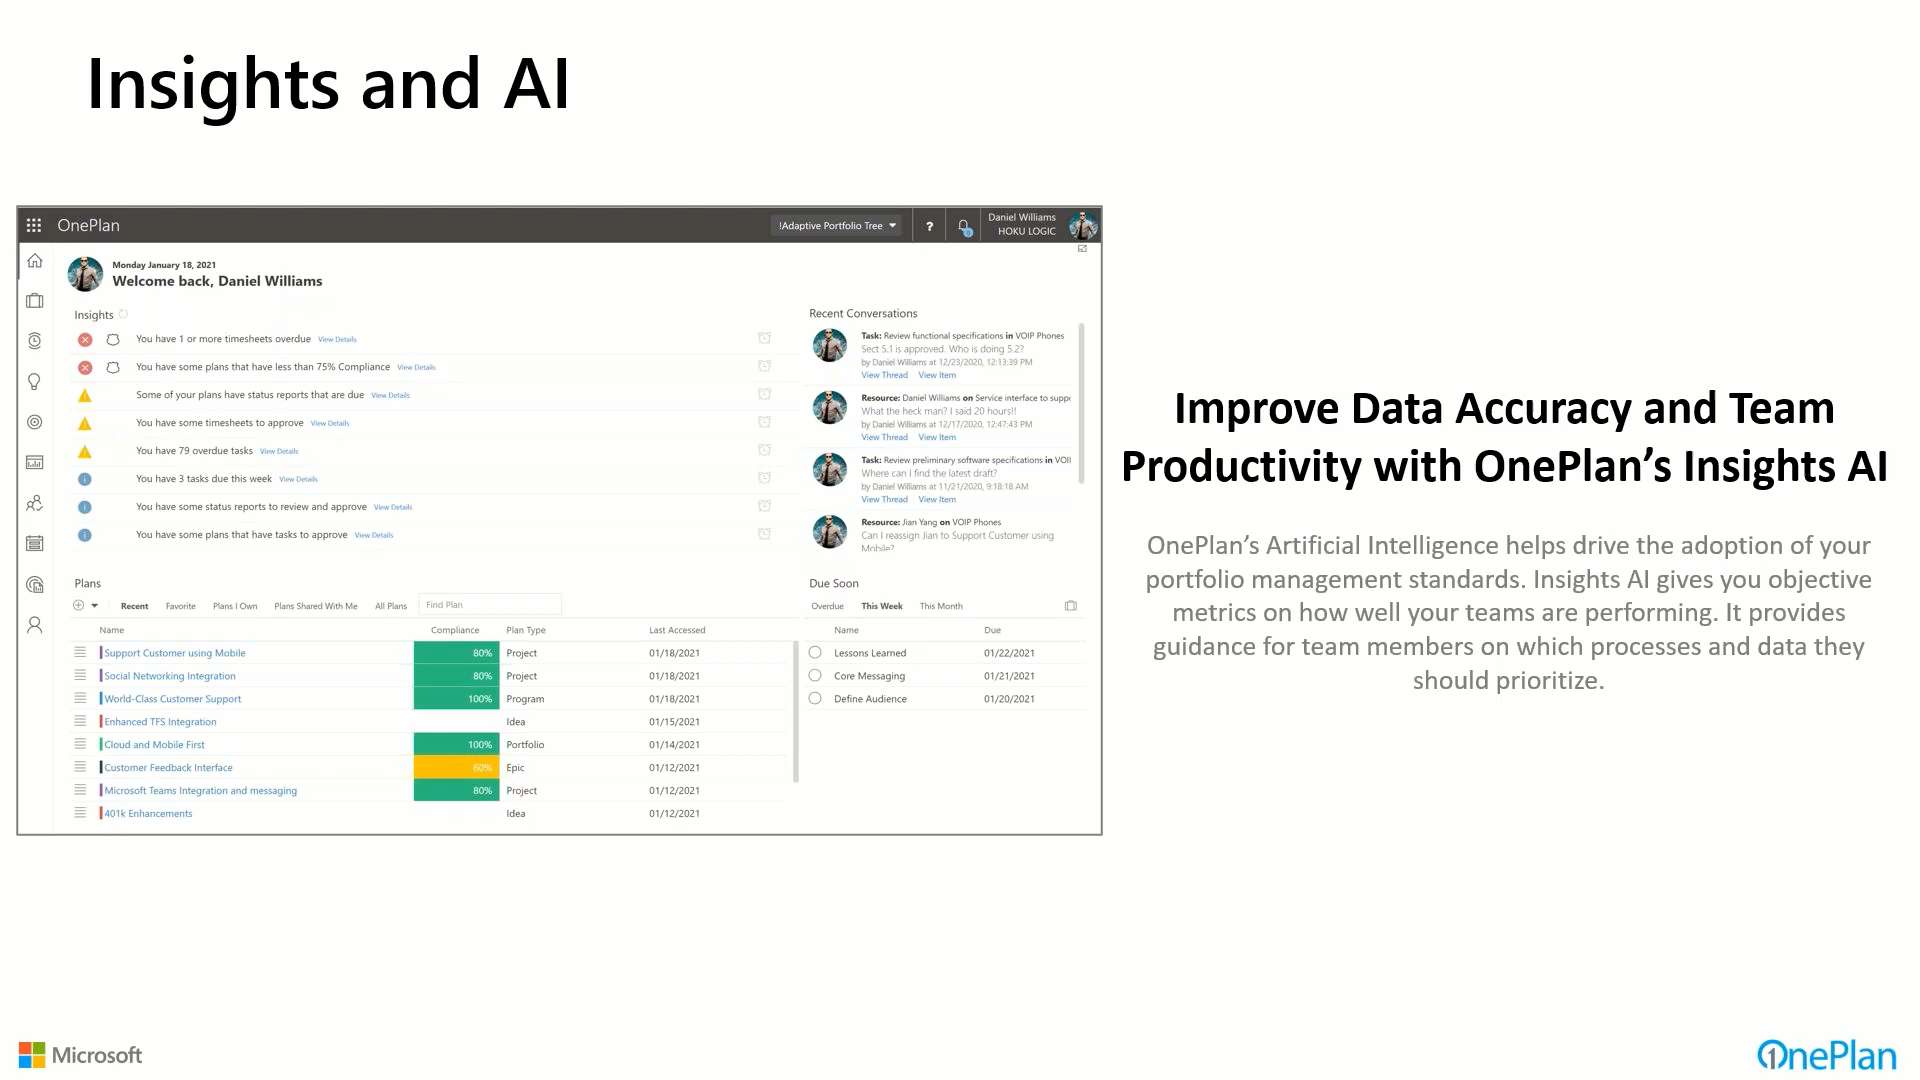 Insights and AI
OnePlan
!Adaptive Portfolio Tree
?
Daniel Williams
HOKU LOGIC
Monday January 18, 2021
Welcome back, Daniel Williams
Insights
You have 1 or more timesheets overdue View Details
You have some plans that have less than 75% Compliance View Details
Some of your plans have status reports that are due View Details
You have some timesheets to approve View Details
You have 79 overdue tasks View Details
You have 3 tasks due this week View Details
You have some status reports to review and approve View Details
You have some plans that have tasks to approve View Details
Recent Conversations
Task: Review functional specifications in VOIP Phones
Sect 5.1 is approved. Who is doing 5.2?
by Daniel Williams at 12/23/2020, 12:13:39 PM
View Thread View Item
Resource: Daniel Williams on Service interface to suppo
What the heck man? I said 20 hours!!
by Daniel Williams at 12/17/2020, 12:47:43 PM
View Thread View Item
Task: Review preliminary software specifications in VOI
Where can I find the latest draft?
by Daniel Williams at 11/21/2020, 9:18:18 AM
View Thread View Item
Resource: Jian Yang on VOIP Phones
Can I reassign Jian to Support Customer using
Mobile?
Plans
Recent Favorite Plans I Own Plans Shared With Me All Plans Find Plan
Name Compliance Plan Type Last Accessed
Support Customer using Mobile 80% Project 01/18/2021
Social Networking Integration 80% Project 01/18/2021
World-Class Customer Support 100% Program 01/18/2021
Enhanced TFS Integration Idea 01/15/2021
Cloud and Mobile First 100% Portfolio 01/14/2021
Customer Feedback Interface 60% Epic 01/12/2021
Microsoft Teams Integration and messaging 80% Project 01/12/2021
401k Enhancements Idea 01/12/2021
Due Soon
Overdue This Week This Month
Name Due
Lessons Learned 01/22/2021
Core Messaging 01/21/2021
Define Audience 01/20/2021
Improve Data Accuracy and Team
Productivity with OnePlan’s Insights AI
OnePlan’s Artificial Intelligence helps drive the adoption of your
portfolio management standards. Insights AI gives you objective
metrics on how well your teams are performing. It provides
guidance for team members on which processes and data they
should prioritize.
Microsoft
OnePlan